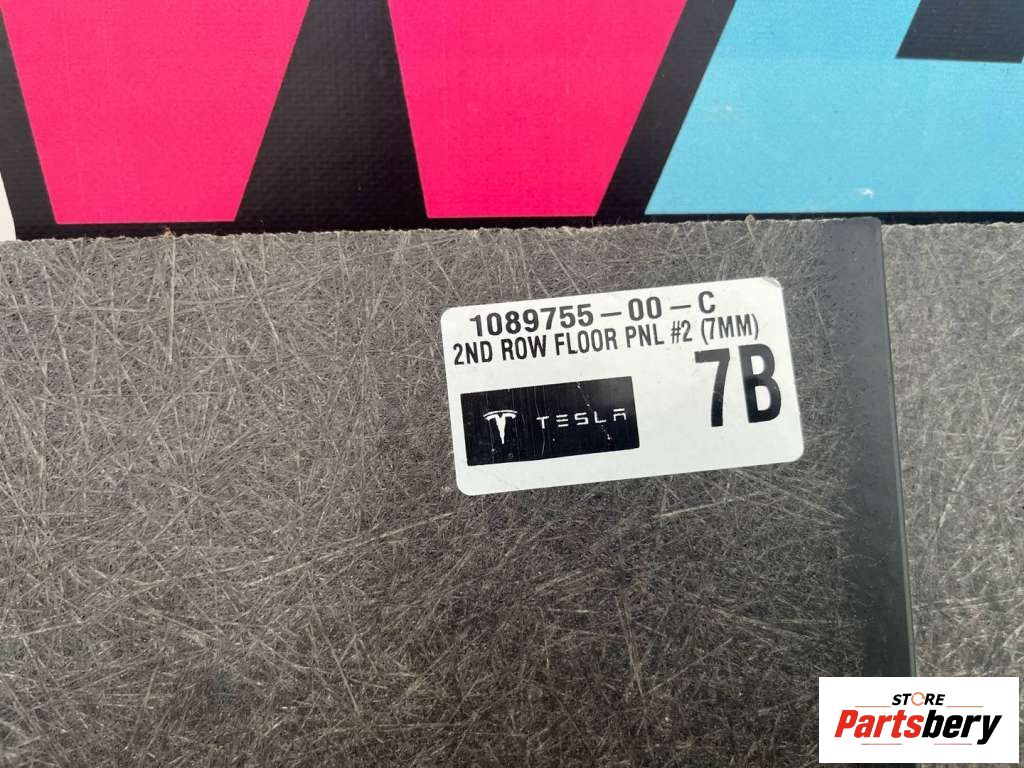 1089755-00-C
2ND ROW FLOOR PNL #2 (7MM)
7B
TESLA
STORE
Partsbery